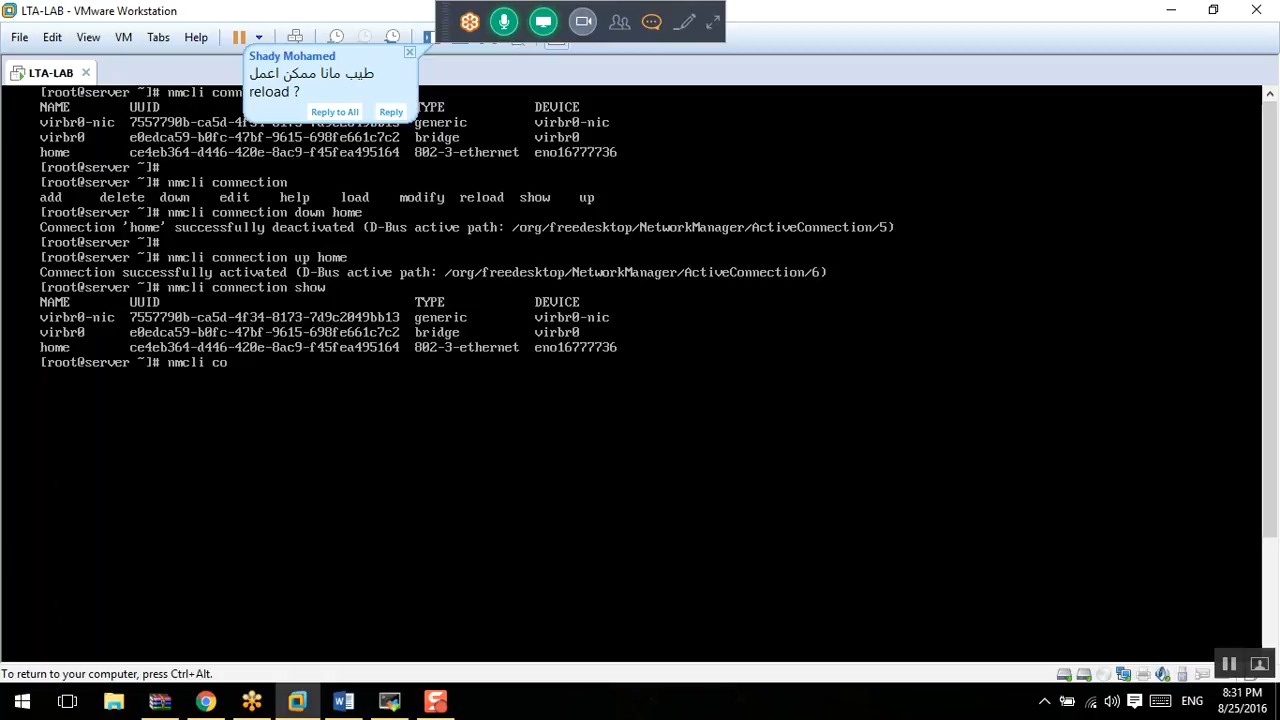 LTA-LAB - VMware Workstation
File Edit View VM Tabs Help
LTA-LAB
Shady Mohamed
طيب مانا ممكن اعمل
reload ?
Reply to All Reply
[root@server ~]# nmcli conn
NAME UUID TYPE DEVICE
virbr0-nic 7557790b-ca5d-4f34-8173-7d9c2049bb13 generic virbr0-nic
virbr0 e0edca59-b0fc-47bf-9615-698fe661c7c2 bridge virbr0
home ce4eb364-d446-420e-8ac9-f45fea495164 802-3-ethernet eno16777736
[root@server ~]#
[root@server ~]# nmcli connection
add delete down edit help load modify reload show up
[root@server ~]# nmcli connection down home
Connection 'home' successfully deactivated (D-Bus active path: /org/freedesktop/NetworkManager/ActiveConnection/5)
[root@server ~]#
[root@server ~]# nmcli connection up home
Connection successfully activated (D-Bus active path: /org/freedesktop/NetworkManager/ActiveConnection/6)
[root@server ~]# nmcli connection show
NAME UUID TYPE DEVICE
virbr0-nic 7557790b-ca5d-4f34-8173-7d9c2049bb13 generic virbr0-nic
virbr0 e0edca59-b0fc-47bf-9615-698fe661c7c2 bridge virbr0
home ce4eb364-d446-420e-8ac9-f45fea495164 802-3-ethernet eno16777736
[root@server ~]# nmcli co
To return to your computer, press Ctrl+Alt.
ENG
8:31 PM
8/25/2016